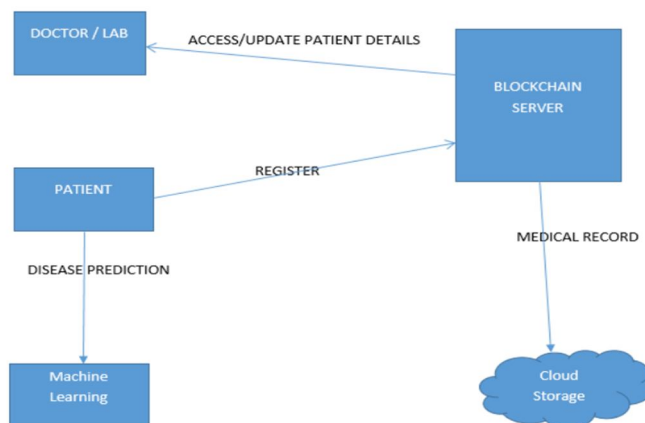 DOCTOR / LAB
ACCESS/UPDATE PATIENT DETAILS
BLOCKCHAIN
SERVER
REGISTER
PATIENT
MEDICAL RECORD
DISEASE PREDICTION
Machine
Learning
Cloud
Storage